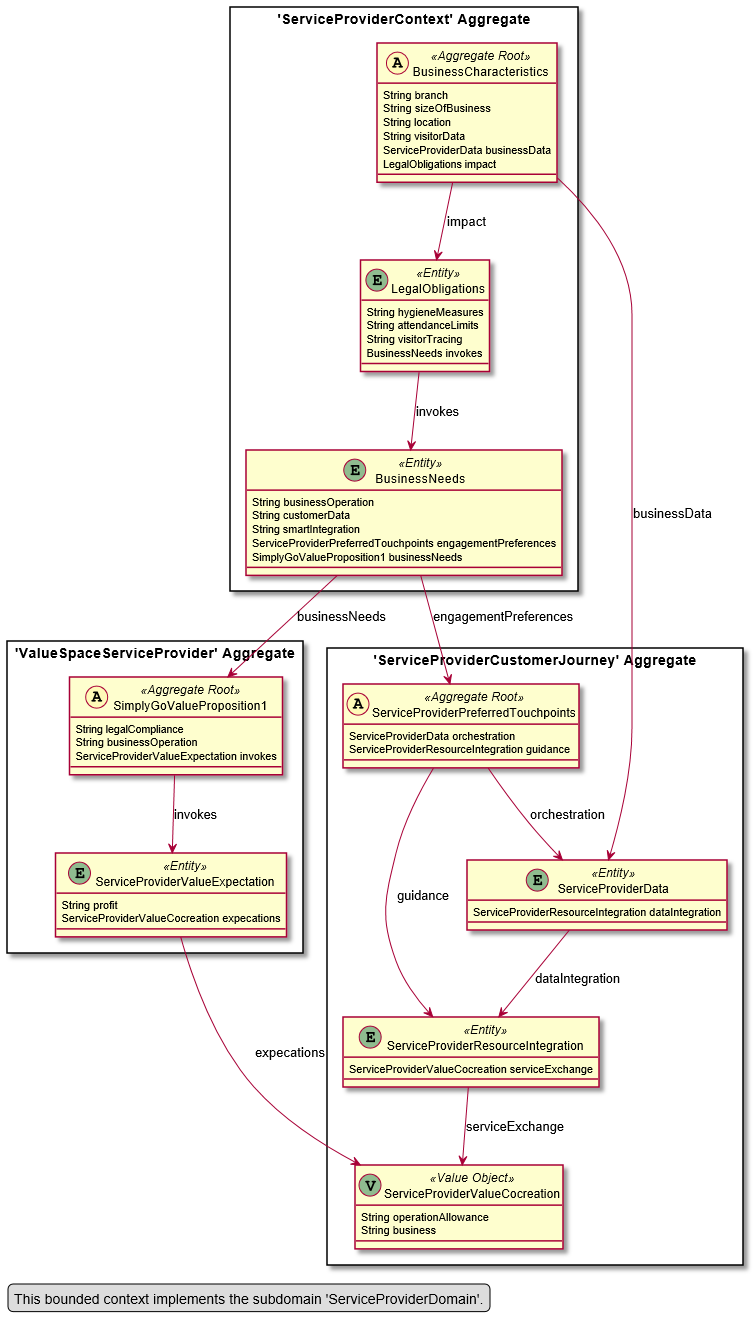 'ServiceProviderContext' Aggregate
A
«Aggregate Root»
BusinessCharacteristics
String branch
String sizeOfBusiness
String location
String visitorData
ServiceProviderData businessData
LegalObligations impact
impact
E
«Entity»
LegalObligations
String hygieneMeasures
String attendanceLimits
String visitorTracing
BusinessNeeds invokes
invokes
E
«Entity»
BusinessNeeds
String businessOperation
String customerData
String smartIntegration
ServiceProviderPreferredTouchpoints engagementPreferences
SimplyGoValueProposition1 businessNeeds
businessData
businessNeeds
engagementPreferences
'ValueSpaceServiceProvider' Aggregate
A
«Aggregate Root»
SimplyGoValueProposition1
String legalCompliance
String businessOperation
ServiceProviderValueExpectation invokes
invokes
E
«Entity»
ServiceProviderValueExpectation
String profit
ServiceProviderValueCocreation expecations
expecations
'ServiceProviderCustomerJourney' Aggregate
A
«Aggregate Root»
ServiceProviderPreferredTouchpoints
ServiceProviderData orchestration
ServiceProviderResourceIntegration guidance
orchestration
guidance
E
«Entity»
ServiceProviderData
ServiceProviderResourceIntegration dataIntegration
dataIntegration
E
«Entity»
ServiceProviderResourceIntegration
ServiceProviderValueCocreation serviceExchange
serviceExchange
V
«Value Object»
ServiceProviderValueCocreation
String operationAllowance
String business
This bounded context implements the subdomain 'ServiceProviderDomain'.